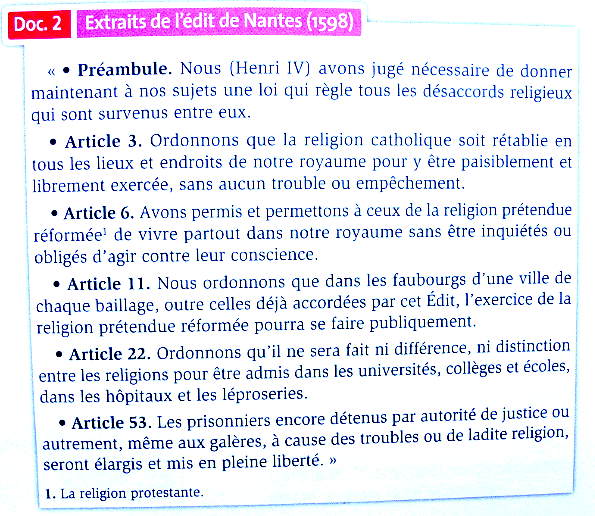 Doc. 2 Extraits de l'édit de Nantes (1598)
« • Préambule. Nous (Henri IV) avons jugé nécessaire de donner
maintenant à nos sujets une loi qui règle tous les désaccords religieux
qui sont survenus entre eux.
• Article 3. Ordonnons que la religion catholique soit rétablie en
tous les lieux et endroits de notre royaume pour y être paisiblement et
librement exercée, sans aucun trouble ou empêchement.
• Article 6. Avons permis et permettons à ceux de la religion prétendue
réformée¹ de vivre partout dans notre royaume sans être inquiétés ou
obligés d'agir contre leur conscience.
• Article 11. Nous ordonnons que dans les faubourgs d'une ville de
chaque baillage, outre celles déjà accordées par cet Édit, l'exercice de la
religion prétendue réformée pourra se faire publiquement.
• Article 22. Ordonnons qu'il ne sera fait ni différence, ni distinction
entre les religions pour être admis dans les universités, collèges et écoles,
dans les hôpitaux et les léproseries.
• Article 53. Les prisonniers encore détenus par autorité de justice ou
autrement, même aux galères, à cause des troubles ou de ladite religion,
seront élargis et mis en pleine liberté. »
1. La religion protestante.